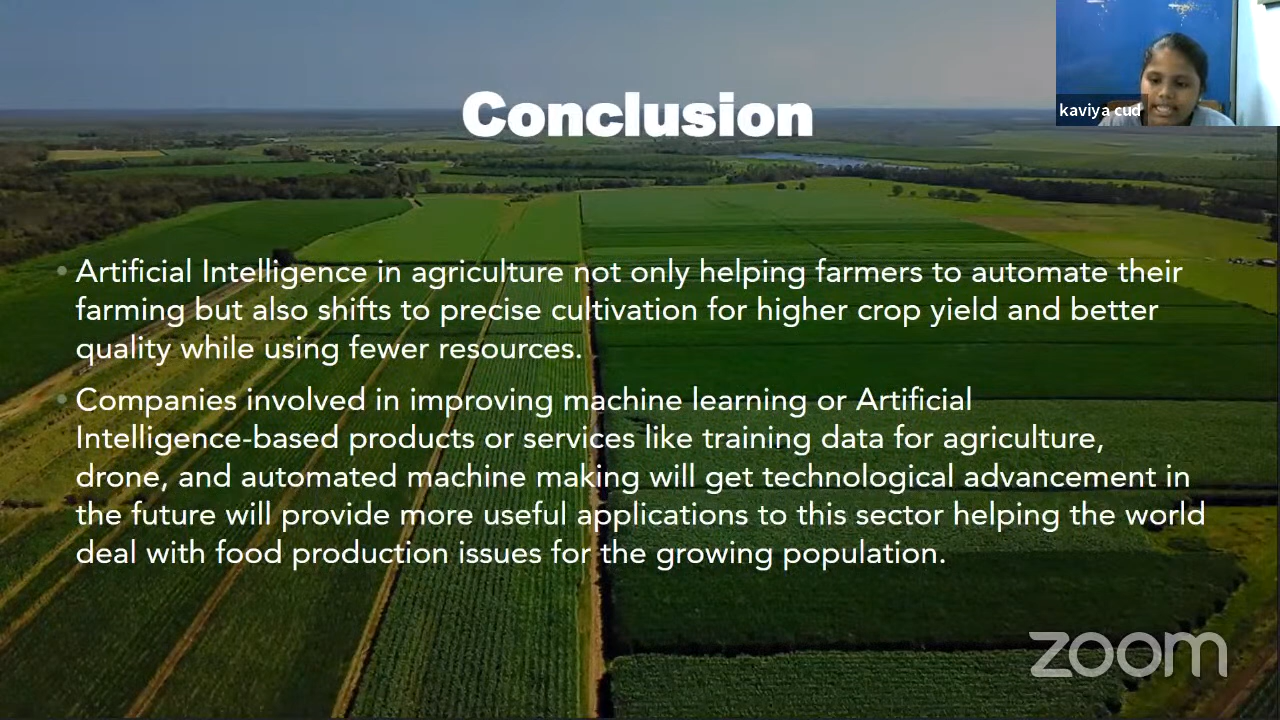 Conclusion
kaviya cud
Artificial Intelligence in agriculture not only helping farmers to automate their
farming but also shifts to precise cultivation for higher crop yield and better
quality while using fewer resources.
Companies involved in improving machine learning or Artificial
Intelligence-based products or services like training data for agriculture,
drone, and automated machine making will get technological advancement in
the future will provide more useful applications to this sector helping the world
deal with food production issues for the growing population.
zoom